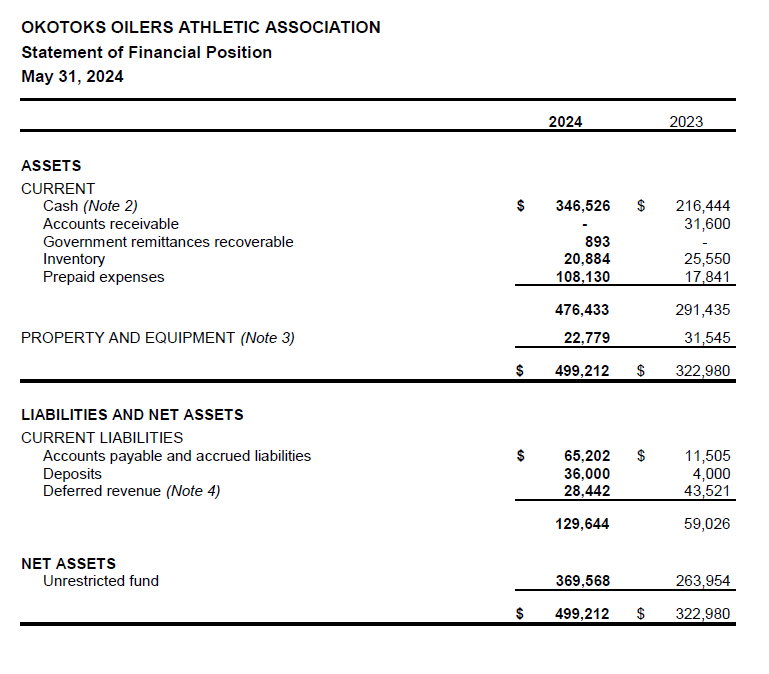 OKOTOKS OILERS ATHLETIC ASSOCIATION
Statement of Financial Position
May 31, 2024
2024 2023
ASSETS
CURRENT
Cash (Note 2) $ 346,526 $ 216,444
Accounts receivable - 31,600
Government remittances recoverable 893 -
Inventory 20,884 25,550
Prepaid expenses 108,130 17,841
476,433 291,435
PROPERTY AND EQUIPMENT (Note 3) 22,779 31,545
$ 499,212 $ 322,980
LIABILITIES AND NET ASSETS
CURRENT LIABILITIES
Accounts payable and accrued liabilities $ 65,202 $ 11,505
Deposits 36,000 4,000
Deferred revenue (Note 4) 28,442 43,521
129,644 59,026
NET ASSETS
Unrestricted fund 369,568 263,954
$ 499,212 $ 322,980